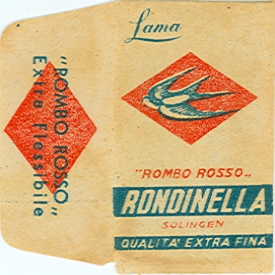 Lama
"ROMBO ROSSO„
RONDINELLA
SOLINGEN
QUALITA' EXTRA FINA
"ROMBO ROSSO"
Extra Flessibile